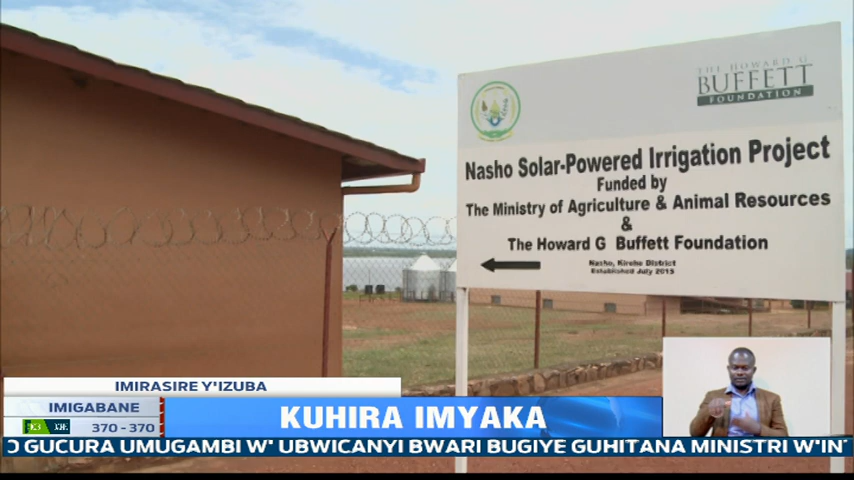 THE HOWARD G
BUFFETT
FOUNDATION
Nasho Solar-Powered Irrigation Project
Funded by
The Ministry of Agriculture & Animal Resources
&
The Howard G Buffett Foundation
Nasho, Kirehe District
Established July 2015
IMIRASIRE Y'IZUBA
IMIGABANE
370 - 370
KUHIRA IMYAKA
GUCURA UMUGAMBI W' UBWICANYI BWARI BUGIYE GUHITANA MINISTRI W'IN